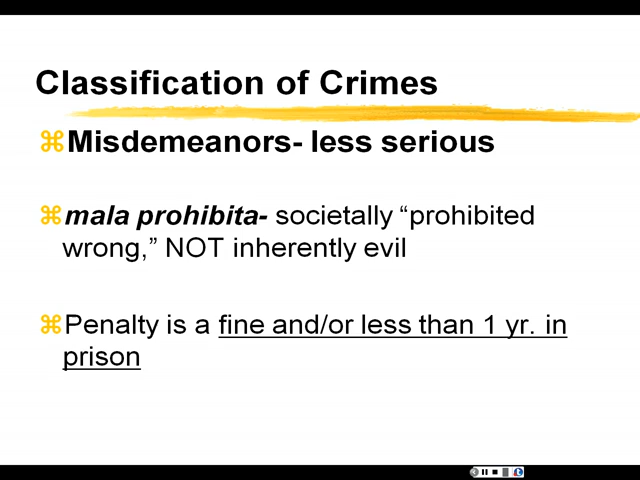 Classification of Crimes
⌘Misdemeanors- less serious
⌘mala prohibita- societally “prohibited
wrong,” NOT inherently evil
⌘Penalty is a fine and/or less than 1 yr. in
prison